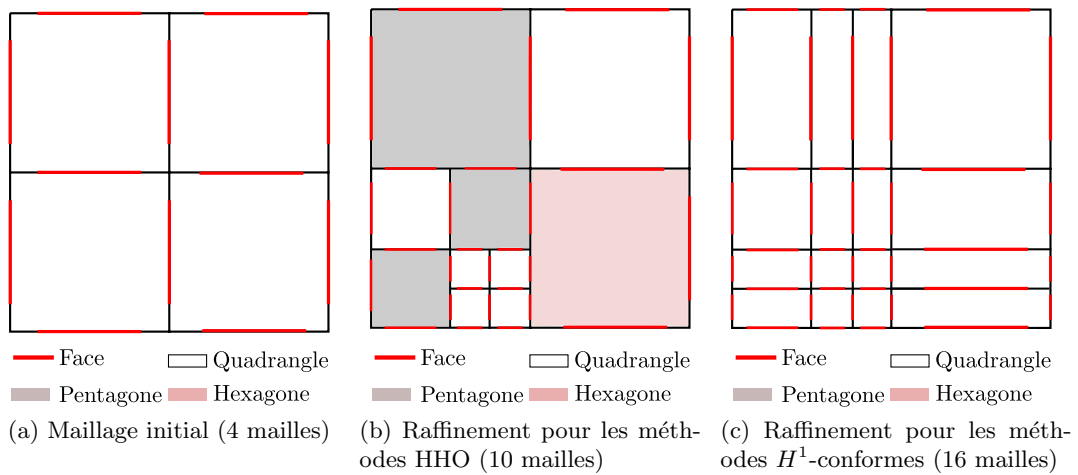 Face
Quadrangle
Pentagone
Hexagone
Face
Quadrangle
Pentagone
Hexagone
Face
Quadrangle
Pentagone
Hexagone
(a) Maillage initial (4 mailles)
(b) Raffinement pour les méth-
odes HHO (10 mailles)
(c) Raffinement pour les méth-
odes H¹-conformes (16 mailles)